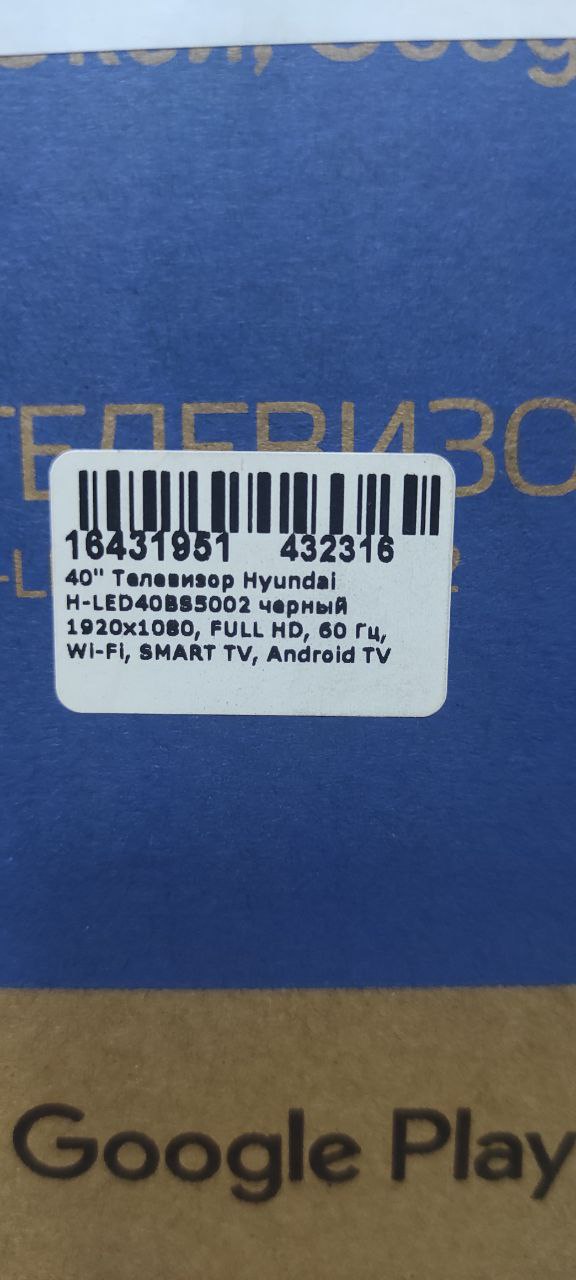 ТЕЛЕВИЗО
16431951 432316
40" Телевизор Hyundai
H-LED40BS5002 черный
1920x1080, FULL HD, 60 Гц,
Wi-Fi, SMART TV, Android TV
Google Play